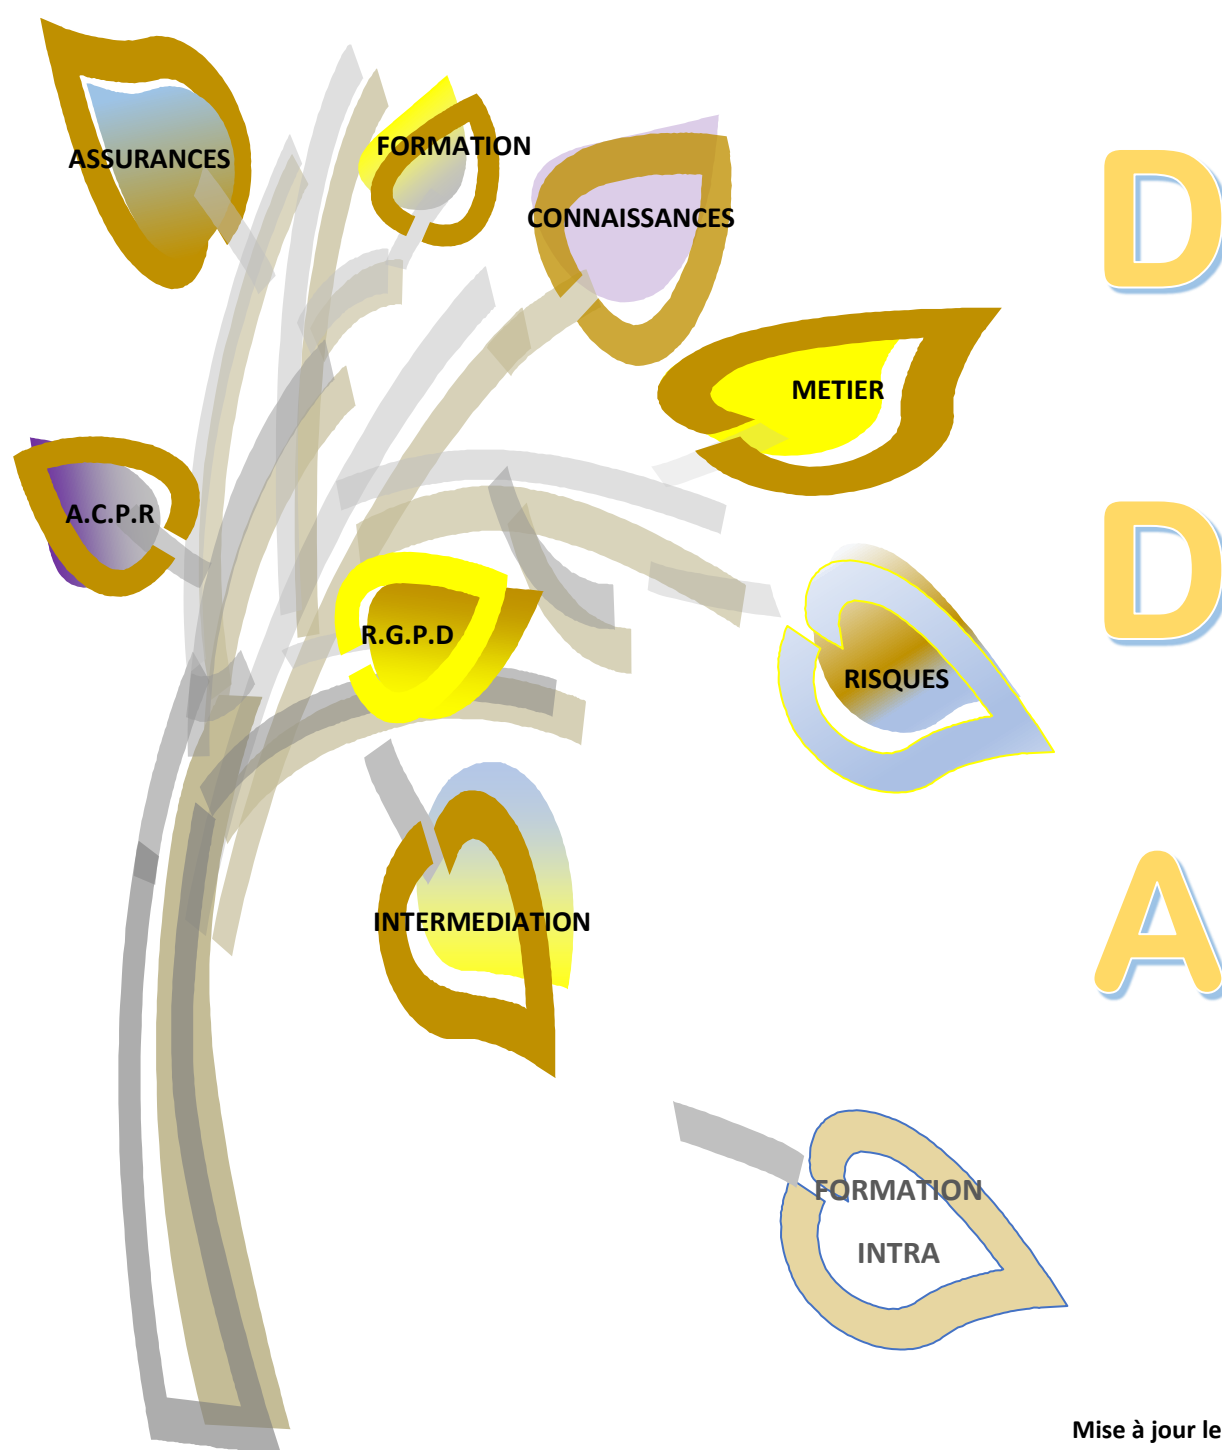 ASSURANCES
FORMATION
CONNAISSANCES
METIER
A.C.P.R
R.G.P.D
RISQUES
INTERMEDIATION
FORMATION
INTRA
D
D
A
Mise à jour le